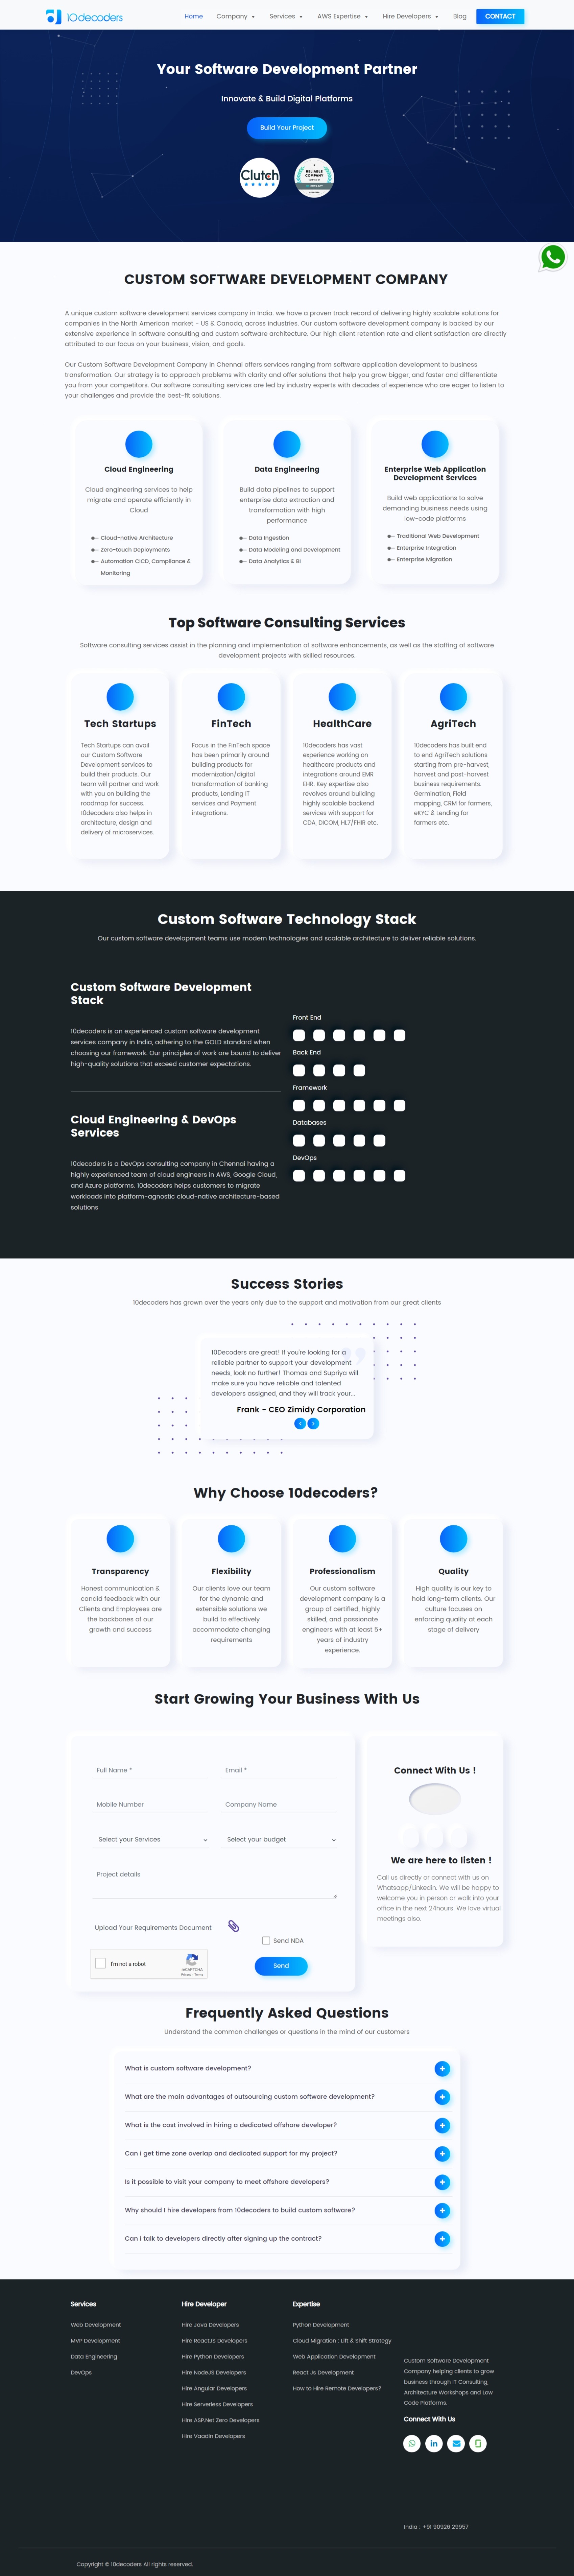 10decoders
Home Company Services AWS Expertise Hire Developers Blog CONTACT
Your Software Development Partner
Innovate & Build Digital Platforms
Build Your Project
Clutch
RELIABLE
COMPANY
CUSTOM SOFTWARE DEVELOPMENT COMPANY
A unique custom software development services company in India. we have a proven track record of delivering highly scalable solutions for
companies in the North American market - US & Canada, across industries. Our custom software development company is backed by our
extensive experience in software consulting and custom software architecture. Our high client retention rate and client satisfaction are directly
attributed to our focus on your business, vision, and goals.
Our Custom Software Development Company in Chennai offers services ranging from software application development to business
transformation. Our strategy is to approach problems with clarity and offer solutions that help you grow bigger, and faster and differentiate
you from your competitors. Our software consulting services are led by industry experts with decades of experience who are eager to listen to
your challenges and provide the best-fit solutions.
Cloud Engineering
Cloud engineering services to help
migrate and operate efficiently in
Cloud
Cloud-native Architecture
Zero-touch Deployments
Automation CICD, Compliance &
Monitoring
Data Engineering
Build data pipelines to support
enterprise data extraction and
transformation with high
performance
Data Ingestion
Data Modeling and Development
Data Analytics & BI
Enterprise Web Application
Development Services
Build web applications to solve
demanding business needs using
low-code platforms
Traditional Web Development
Enterprise Integration
Enterprise Migration
Top Software Consulting Services
Software consulting services assist in the planning and implementation of software enhancements, as well as the staffing of software
development projects with skilled resources.
Tech Startups
Tech Startups can avail
our Custom Software
Development services to
build their products. Our
team will partner and work
with you on building the
roadmap for success.
10decoders also helps in
architecture, design and
delivery of microservices.
FinTech
Focus in the FinTech space
has been primarily around
building products for
modernization/digital
transformation of banking
products, Lending IT
services and Payment
Integrations.
HealthCare
10decoders has vast
experience working on
healthcare products and
integrations around EMR
EHR. Key expertise also
revolves around building
highly scalable backend
services with support for
CDA, DICOM, HL7/FHIR etc.
AgriTech
10decoders has built end
to end AgriTech solutions
starting from pre-harvest,
harvest and post-harvest
business requirements.
Germination, Field
mapping, CRM for farmers,
eKYC & Lending for
farmers etc.
Custom Software Technology Stack
Our custom software development teams use modern technologies and scalable architecture to deliver reliable solutions.
Custom Software Development
Stack
10decoders is an experienced custom software development
services company in India, adhering to the GOLD standard when
choosing our framework. Our principles of work are bound to deliver
high-quality solutions that exceed customer expectations.
Cloud Engineering & DevOps
Services
10decoders is a DevOps consulting company in Chennai having a
highly experienced team of cloud engineers in AWS, Google Cloud,
and Azure platforms. 10decoders helps customers to migrate
workloads into platform-agnostic cloud-native architecture-based
solutions
Front End
Back End
Framework
Databases
DevOps
Success Stories
10decoders has grown over the years only due to the support and motivation from our great clients
10Decoders are great! If you're looking for a
reliable partner to support your development
needs, look no further! Thomas and Supriya will
make sure you have reliable and talented
developers assigned, and they will track your...
Frank - CEO Zimidy Corporation
Why Choose 10decoders?
Transparency
Honest communication &
candid feedback with our
Clients and Employees are
the backbones of our
growth and success
Flexibility
Our clients love our team
for the dynamic and
extensible solutions we
build to effectively
accommodate changing
requirements
Professionalism
Our custom software
development company is a
group of certified, highly
skilled, and passionate
engineers with at least 5+
years of industry
experience.
Quality
High quality is our key to
hold long-term clients. Our
culture focuses on
enforcing quality at each
stage of delivery
Start Growing Your Business With Us
Full Name *
Email *
Mobile Number
Company Name
Select your Services
Select your budget
Project details
Upload Your Requirements Document
Send NDA
I'm not a robot
reCAPTCHA
Privacy - Terms
Send
Connect With Us !
We are here to listen !
Call us directly or connect with us on
Whatsapp/Linkedin. We will be happy to
welcome you in person or walk into your
office in the next 24hours. We love virtual
meetings also.
Frequently Asked Questions
Understand the common challenges or questions in the mind of our customers
What is custom software development?
What are the main advantages of outsourcing custom software development?
What is the cost involved in hiring a dedicated offshore developer?
Can i get time zone overlap and dedicated support for my project?
Is it possible to visit your company to meet offshore developers?
Why should I hire developers from 10decoders to build custom software?
Can i talk to developers directly after signing up the contract?
Services
Web Development
MVP Development
Data Engineering
DevOps
Hire Developer
Hire Java Developers
Hire ReactJS Developers
Hire Python Developers
Hire NodeJS Developers
Hire Angular Developers
Hire Serverless Developers
Hire ASP.Net Zero Developers
Hire Vaadin Developers
Expertise
Python Development
Cloud Migration : Lift & Shift Strategy
Web Application Development
React Js Development
How to Hire Remote Developers?
Custom Software Development
Company helping clients to grow
business through IT Consulting,
Architecture Workshops and Low
Code Platforms.
Connect With Us
India : +91 90926 29957
Copyright © 10decoders All rights reserved.